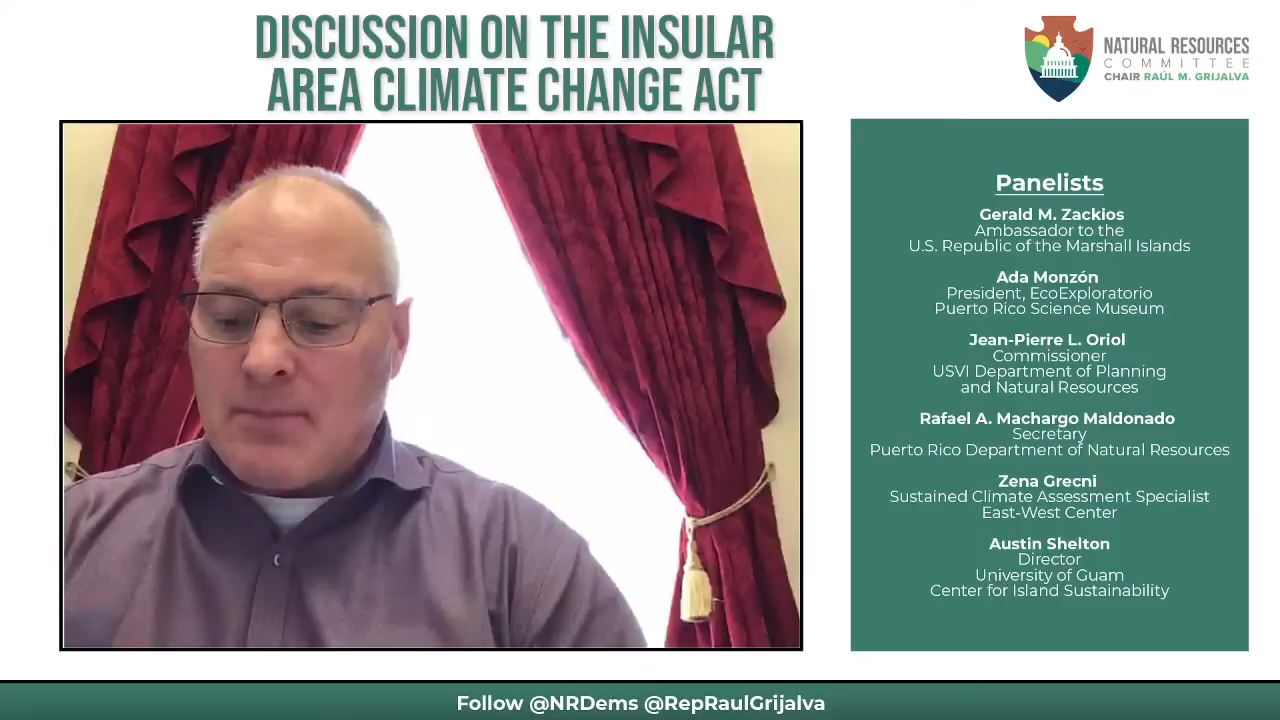 DISCUSSION ON THE INSULAR
AREA CLIMATE CHANGE ACT
NATURAL RESOURCES
COMMITTEE
CHAIR RAÚL M. GRIJALVA
Panelists
Gerald M. Zackios
Ambassador to the
U.S. Republic of the Marshall Islands
Ada Monzón
President, EcoExploratorio
Puerto Rico Science Museum
Jean-Pierre L. Oriol
Commissioner
USVI Department of Planning
and Natural Resources
Rafael A. Machargo Maldonado
Secretary
Puerto Rico Department of Natural Resources
Zena Grecni
Sustained Climate Assessment Specialist
East-West Center
Austin Shelton
Director
University of Guam
Center for Island Sustainability
Follow @NRDems @RepRaulGrijalva